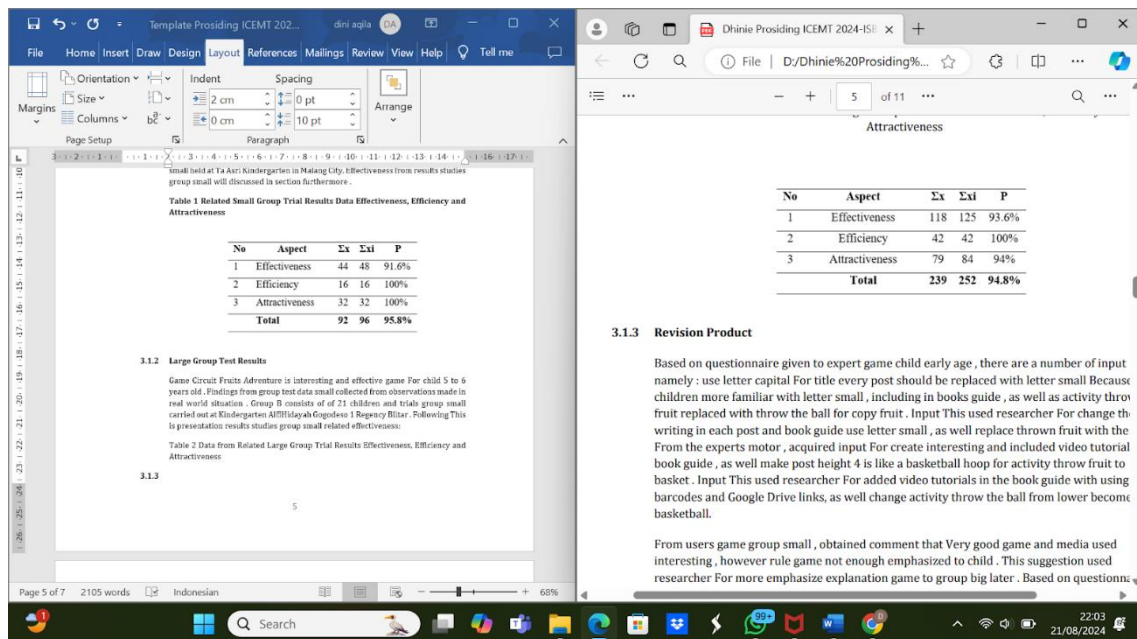 Template Prosiding ICEMT 202...
dini aqila
DA
File Home Insert Draw Design Layout References Mailings Review View Help Tell me
Margins
Orientation
Size
Columns
Indent
Spacing
2 cm
0 pt
0 cm
10 pt
Arrange
Page Setup
Paragraph
small held at Ta Asri Kindergarten in Malang City. Effectiveness from results studies
group small will discussed in section furthermore .
Table 1 Related Small Group Trial Results Data Effectiveness, Efficiency and
Attractiveness
No Aspect Σx Σxi P
1 Effectiveness 44 48 91.6%
2 Efficiency 16 16 100%
3 Attractiveness 32 32 100%
Total 92 96 95.8%
3.1.2 Large Group Test Results
Game Circuit Fruits Adventure is interesting and effective game For child 5 to 6
years old . Findings from group test data small collected from observations made in
real world situation . Group B consists of of 21 children and trials group small
carried out at Kindergarten Al Hidayah Gogodeso 1 Regency Blitar . Following This
is presentation results studies group small related effectiveness:
Table 2 Data from Related Large Group Trial Results Effectiveness, Efficiency and
Attractiveness
3.1.3
5
Page 5 of 7 2105 words Indonesian
68%
Dhinie Prosiding ICEMT 2024-ISB
File D:/Dhinie%20Prosiding%...
5 of 11
Attractiveness
No Aspect Σx Σxi P
1 Effectiveness 118 125 93.6%
2 Efficiency 42 42 100%
3 Attractiveness 79 84 94%
Total 239 252 94.8%
3.1.3 Revision Product
Based on questionnaire given to expert game child early age , there are a number of input
namely : use letter capital For title every post should be replaced with letter small Because
children more familiar with letter small , including in books guide , as well as activity throw
fruit replaced with throw the ball for copy fruit . Input This used researcher For change th
writing in each post and book guide use letter small , as well replace thrown fruit with the
From the experts motor , acquired input For create interesting and included video tutorial
book guide , as well make post height 4 is like a basketball hoop for activity throw fruit to
basket . Input This used researcher For added video tutorials in the book guide with using
barcodes and Google Drive links, as well change activity throw the ball from lower become
basketball.
From users game group small , obtained comment that Very good game and media used
interesting , however rule game not enough emphasized to child . This suggestion used
researcher For more emphasize explanation game to group big later . Based on questionna
Search
99+
22:03
21/08/2024